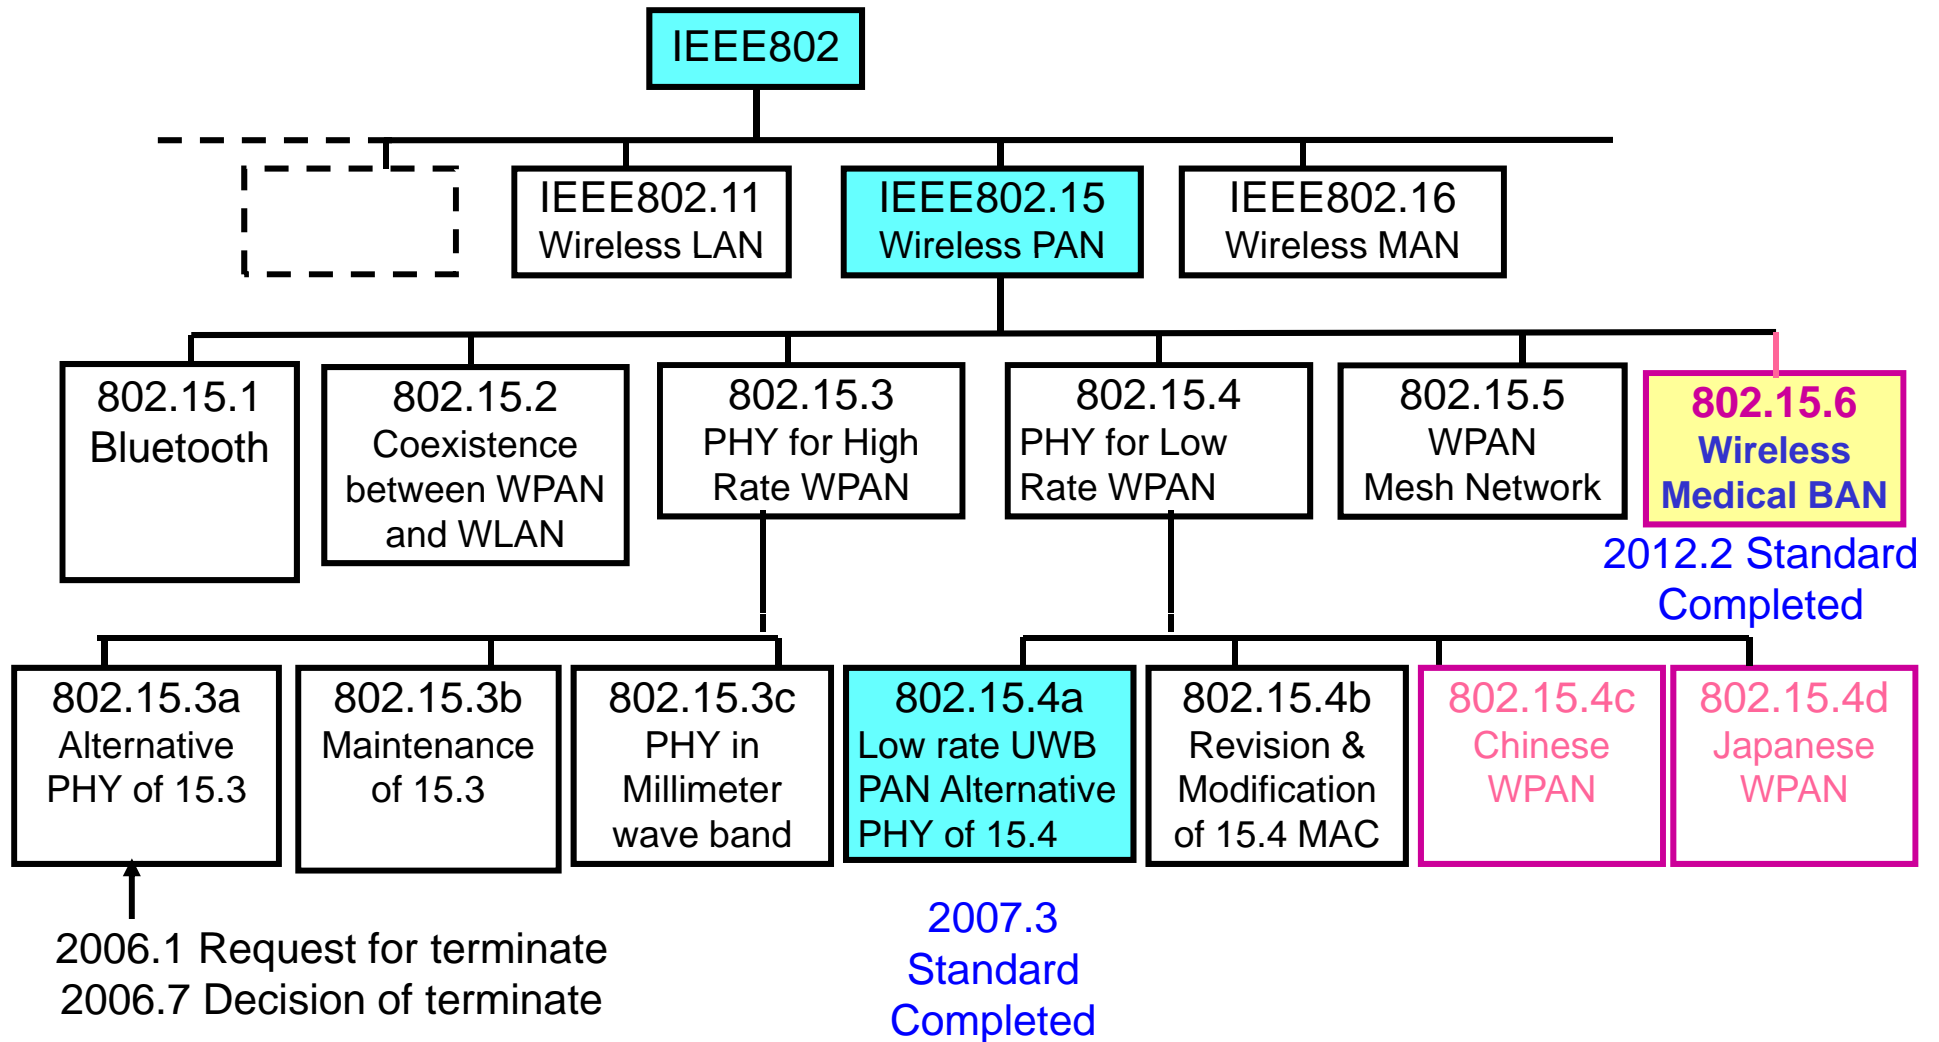 IEEE802
IEEE802.11
Wireless LAN
IEEE802.15
Wireless PAN
IEEE802.16
Wireless MAN
802.15.1
Bluetooth
802.15.2
Coexistence
between WPAN
and WLAN
802.15.3
PHY for High
Rate WPAN
802.15.4
PHY for Low
Rate WPAN
802.15.5
WPAN
Mesh Network
802.15.6
Wireless
Medical BAN
2012.2 Standard
Completed
802.15.3a
Alternative
PHY of 15.3
802.15.3b
Maintenance
of 15.3
802.15.3c
PHY in
Millimeter
wave band
802.15.4a
Low rate UWB
PAN Alternative
PHY of 15.4
802.15.4b
Revision &
Modification
of 15.4 MAC
802.15.4c
Chinese
WPAN
802.15.4d
Japanese
WPAN
2006.1 Request for terminate
2006.7 Decision of terminate
2007.3
Standard
Completed